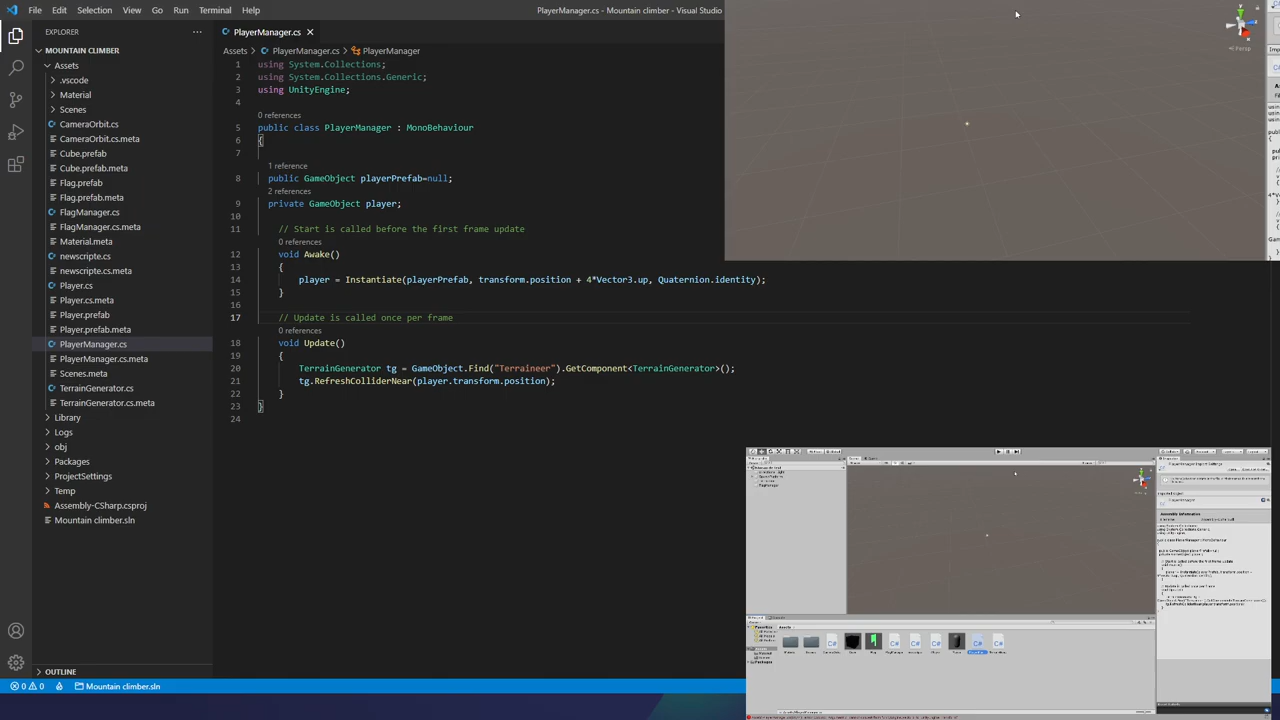 File Edit Selection View Go Run Terminal Help
PlayerManager.cs - Mountain climber - Visual Studio
EXPLORER
PlayerManager.cs
Assets > PlayerManager.cs > PlayerManager
MOUNTAIN CLIMBER
Assets
.vscode
Material
Scenes
CameraOrbit.cs
CameraOrbit.cs.meta
Cube.prefab
Cube.prefab.meta
Flag.prefab
Flag.prefab.meta
FlagManager.cs
FlagManager.cs.meta
Material.meta
newscripte.cs
newscripte.cs.meta
Player.cs
Player.cs.meta
Player.prefab
Player.prefab.meta
PlayerManager.cs
PlayerManager.cs.meta
Scenes.meta
TerrainGenerator.cs
TerrainGenerator.cs.meta
Library
Logs
obj
Packages
ProjectSettings
Temp
Assembly-CSharp.csproj
Mountain climber.sln
OUTLINE
1 using System.Collections;
2 using System.Collections.Generic;
3 using UnityEngine;
4
0 references
5 public class PlayerManager : MonoBehaviour
6 {
7
1 reference
8 public GameObject playerPrefab=null;
2 references
9 private GameObject player;
10
11 // Start is called before the first frame update
0 references
12 void Awake()
13 {
14 player = Instantiate(playerPrefab, transform.position + 4*Vector3.up, Quaternion.identity);
15 }
16
17 // Update is called once per frame
0 references
18 void Update()
19 {
20 TerrainGenerator tg = GameObject.Find("Terraineer").GetComponent<TerrainGenerator>();
21 tg.RefreshColliderNear(player.transform.position);
22 }
23 }
24
Persp
Assembly Information
0 0 Mountain climber.sln